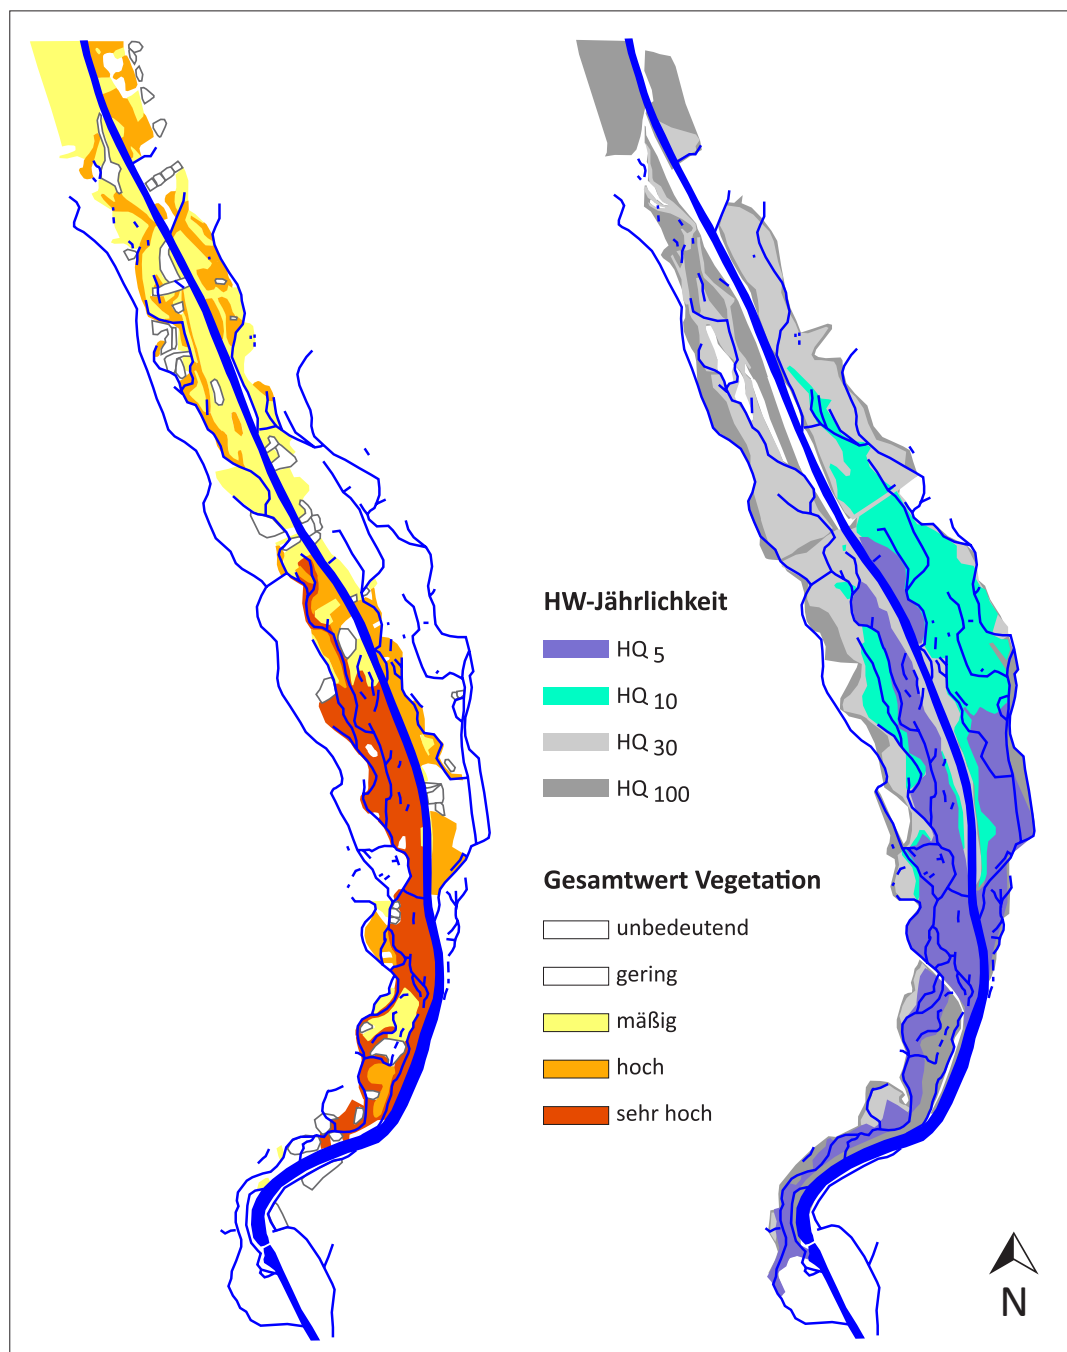 HW-Jährlichkeit
HQ 5
HQ 10
HQ 30
HQ 100
Gesamtwert Vegetation
unbedeutend
gering
mäßig
hoch
sehr hoch
N